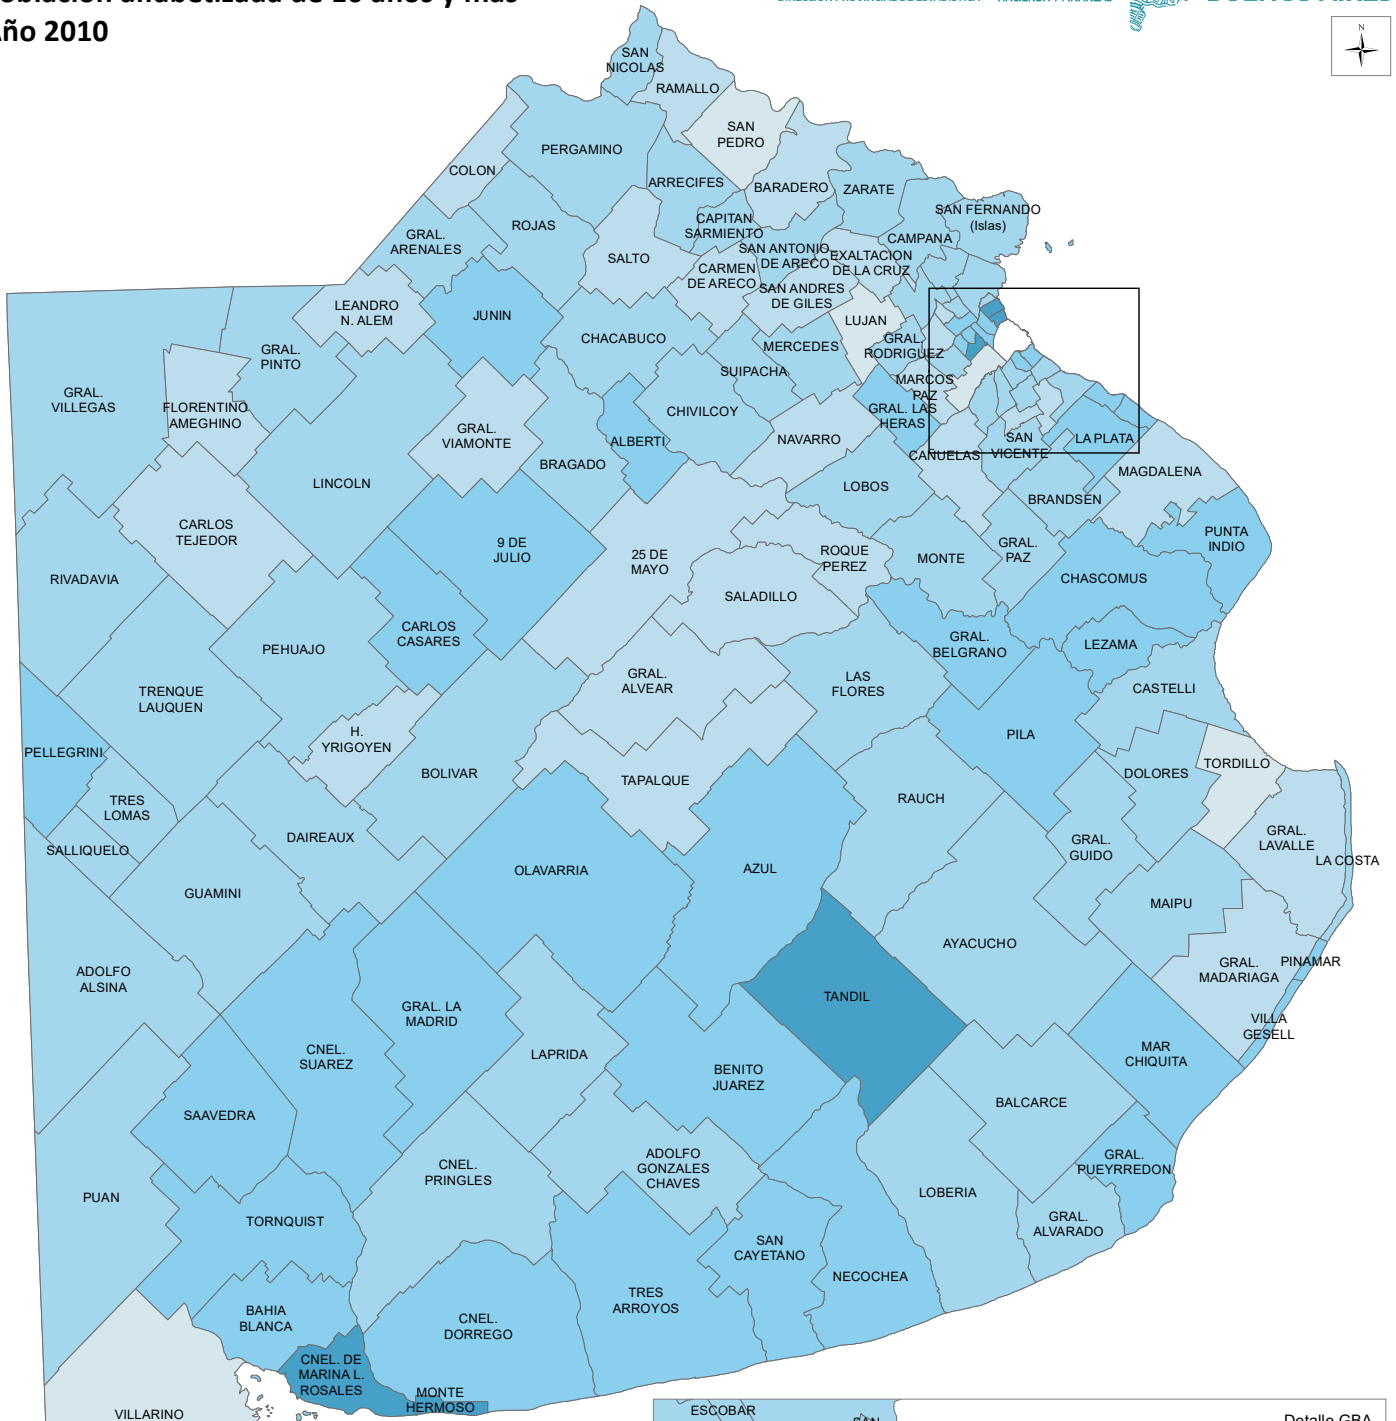 Año 2010
N
SAN
NICOLAS
RAMALLO
SAN
PEDRO
PERGAMINO
COLON
ARRECIFES
BARADERO
ZARATE
SAN FERNANDO
(Islas)
CAPITAN
SARMIENTO
ROJAS
GRAL.
ARENALES
CAMPANA
SAN ANTONIO
DE ARECO
EXALTACION
DE LA CRUZ
SALTO
CARMEN
DE ARECO
SAN ANDRES
DE GILES
LEANDRO
N. ALEM
JUNIN
LUJAN
CHACABUCO
MERCEDES
GRAL.
RODRIGUEZ
GRAL.
PINTO
SUIPACHA
MARCOS
PAZ
GRAL.
VILLEGAS
FLORENTINO
AMEGHINO
CHIVILCOY
GRAL. LAS
HERAS
GRAL.
VIAMONTE
ALBERTI
NAVARRO
SAN
VICENTE
LA PLATA
CAÑUELAS
BRAGADO
MAGDALENA
LINCOLN
LOBOS
BRANDSEN
CARLOS
TEJEDOR
9 DE
JULIO
25 DE
MAYO
ROQUE
PEREZ
MONTE
GRAL.
PAZ
PUNTA
INDIO
RIVADAVIA
CHASCOMUS
SALADILLO
CARLOS
CASARES
PEHUAJO
GRAL.
BELGRANO
LEZAMA
GRAL.
ALVEAR
LAS
FLORES
CASTELLI
TRENQUE
LAUQUEN
H.
YRIGOYEN
PILA
PELLEGRINI
BOLIVAR
TAPALQUE
DOLORES
TORDILLO
RAUCH
TRES
LOMAS
DAIREAUX
GRAL.
GUIDO
GRAL.
LAVALLE
SALLIQUELO
LA COSTA
OLAVARRIA
AZUL
GUAMINI
MAIPU
AYACUCHO
ADOLFO
ALSINA
GRAL.
MADARIAGA
PINAMAR
TANDIL
GRAL. LA
MADRID
VILLA
GESELL
CNEL.
SUAREZ
LAPRIDA
MAR
CHIQUITA
BENITO
JUAREZ
BALCARCE
SAAVEDRA
ADOLFO
GONZALES
CHAVES
GRAL.
PUEYRREDON
CNEL.
PRINGLES
PUAN
LOBERIA
TORNQUIST
GRAL.
ALVARADO
SAN
CAYETANO
NECOCHEA
TRES
ARROYOS
BAHIA
BLANCA
CNEL.
DORREGO
CNEL. DE
MARINA L.
ROSALES
MONTE
HERMOSO
VILLARINO
ESCOBAR